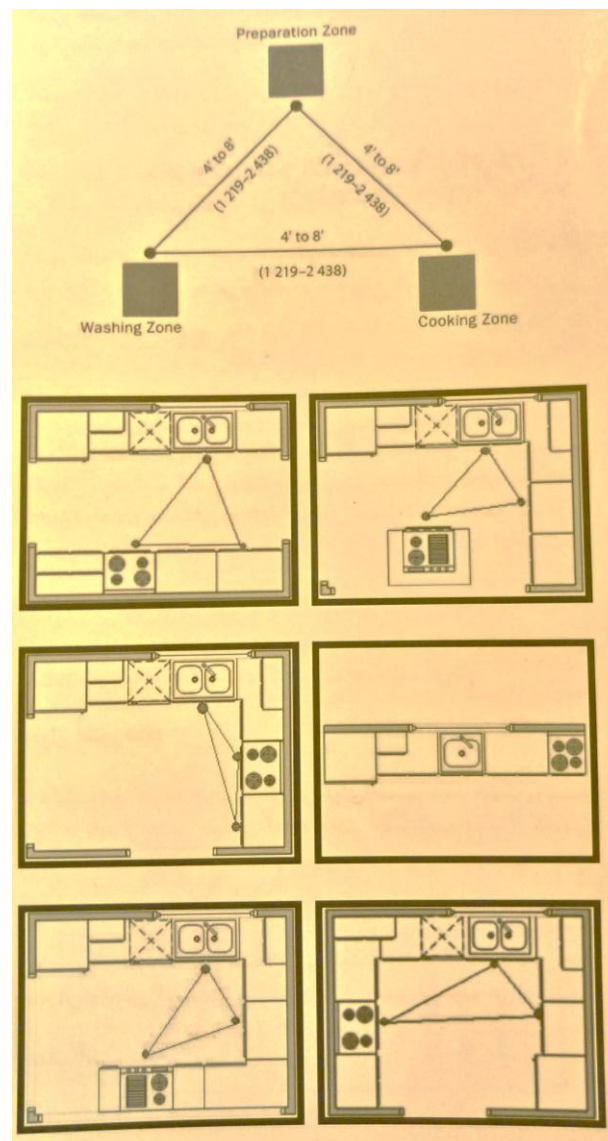 Preparation Zone
4' to 8'
(1 219–2 438)
4' to 8'
(1 219–2 438)
4' to 8'
(1 219–2 438)
Washing Zone
Cooking Zone